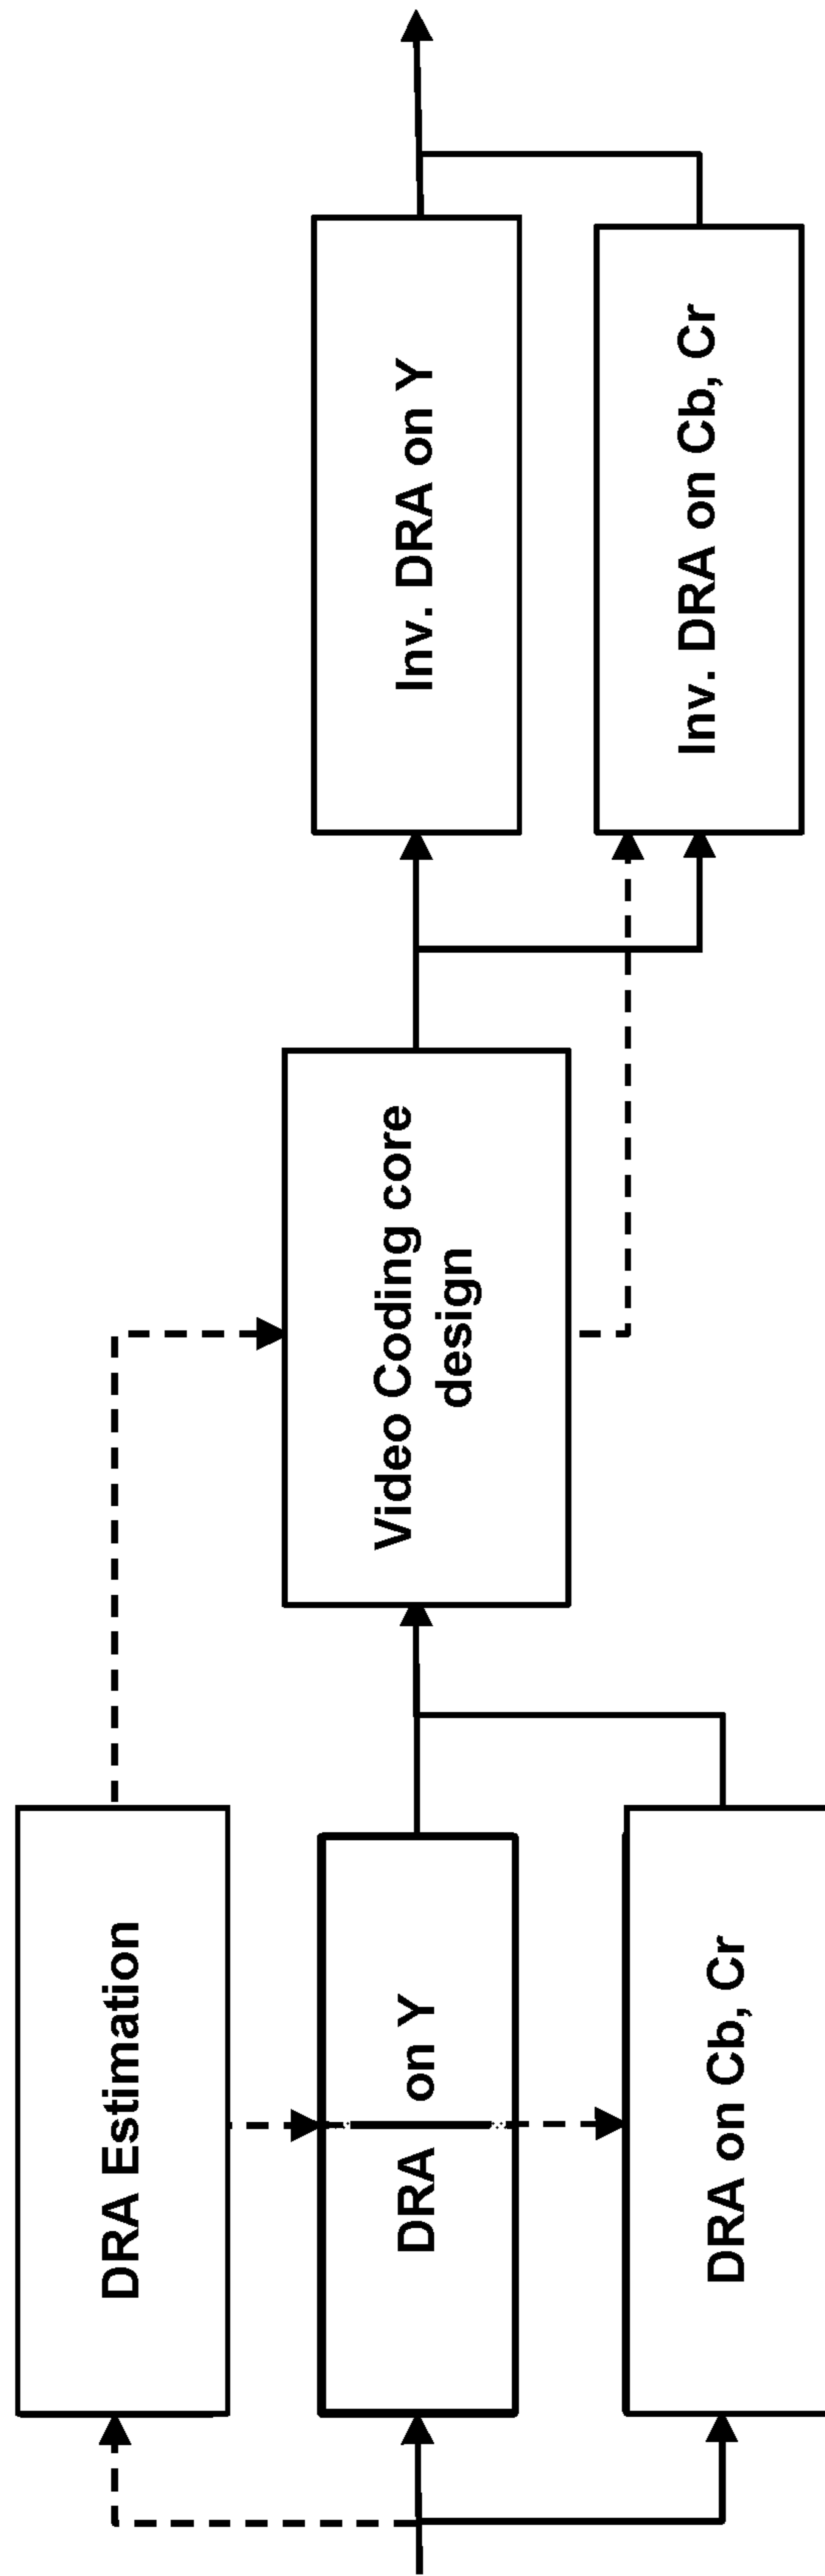 DRA Estimation
DRA on Y
DRA on Cb, Cr
Video Coding core
design
Inv. DRA on Y
Inv. DRA on Cb, Cr